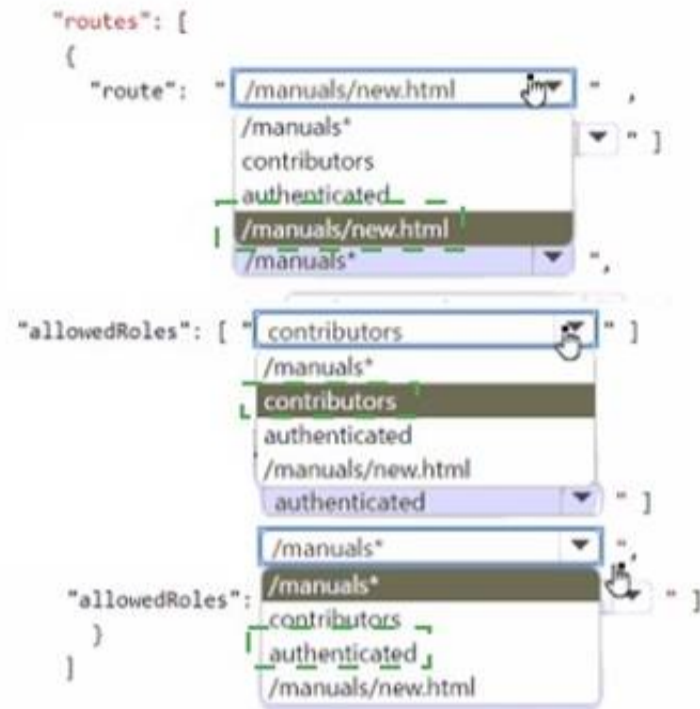 "routes": [
{
"route": " /manuals/new.html " ,
/manuals*
" ]
contributors
authenticated
/manuals/new.html
/manuals* ",
"allowedRoles": [ " contributors " ]
/manuals*
contributors
authenticated
/manuals/new.html
authenticated " ]
/manuals* ",
/manuals*
"allowedRoles": " ]
contributors
}
authenticated
]
/manuals/new.html